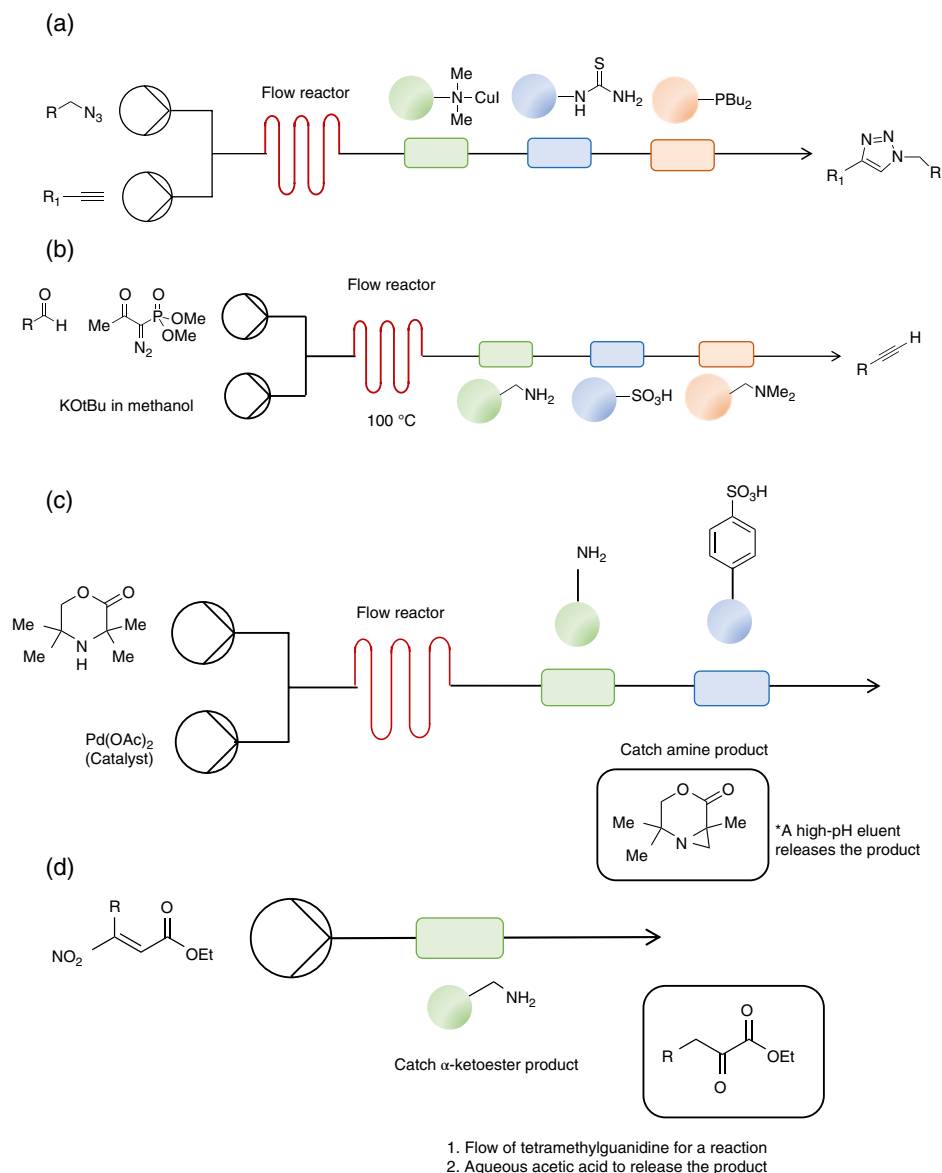 (a)
R
N3
R1
Flow reactor
Me
N
CuI
Me
S
N
H
NH2
PBu2
N
N
N
R1
R
(b)
O
R
H
O
O
Me
P
OMe
OMe
N2
KOtBu in methanol
Flow reactor
100 °C
NH2
SO3H
NMe2
H
R
(c)
O
O
Me
Me
N
H
Me
Me
Pd(OAc)2
(Catalyst)
Flow reactor
NH2
SO3H
Catch amine product
O
O
Me
Me
N
Me
*A high-pH eluent
releases the product
(d)
R
O
NO2
OEt
NH2
Catch α-ketoester product
O
R
OEt
O
1. Flow of tetramethylguanidine for a reaction
2. Aqueous acetic acid to release the product